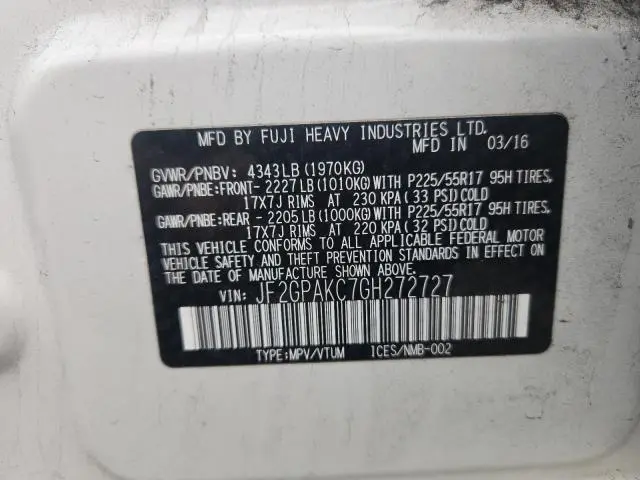 MFD BY FUJI HEAVY INDUSTRIES LTD.
MFD IN 03/16
GVWR/PNBV: 4343LB (1970KG)
GAWR/PNBE:FRONT- 2227 LB (1010KG) WITH P225/55R17 95H TIRES,
17X7J RIMS AT 230 KPA (33 PSI) COLD
GAWR/PNBE:REAR - 2205 LB (1000KG) WITH P225/55R17 95H TIRES,
17X7J RIMS AT 220 KPA (32 PSI) COLD
THIS VEHICLE CONFORMS TO ALL APPLICABLE FEDERAL MOTOR
VEHICLE SAFETY AND THEFT PREVENTION STANDARDS IN EFFECT ON
THE DATE OF MANUFACTURE SHOWN ABOVE.
VIN: JF2GPAKC7GH272727
TYPE:MPV/VTUM ICES/NMB-002